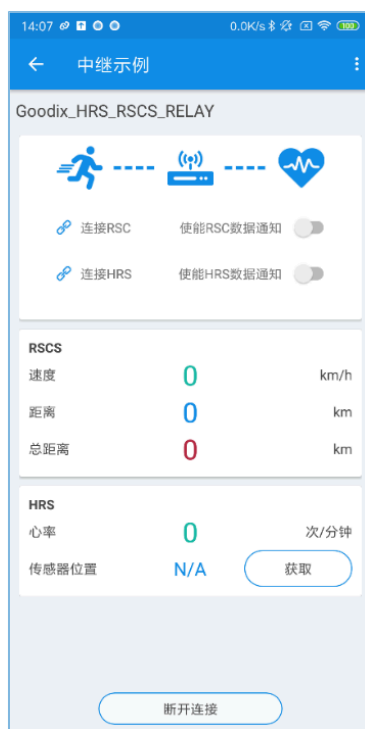 14:07 0.0K/s 100
中继示例
Goodix_HRS_RSCS_RELAY
连接RSC 使能RSC数据通知
连接HRS 使能HRS数据通知
RSCS
速度 0 km/h
距离 0 km
总距离 0 km
HRS
心率 0 次/分钟
传感器位置 N/A 获取
断开连接